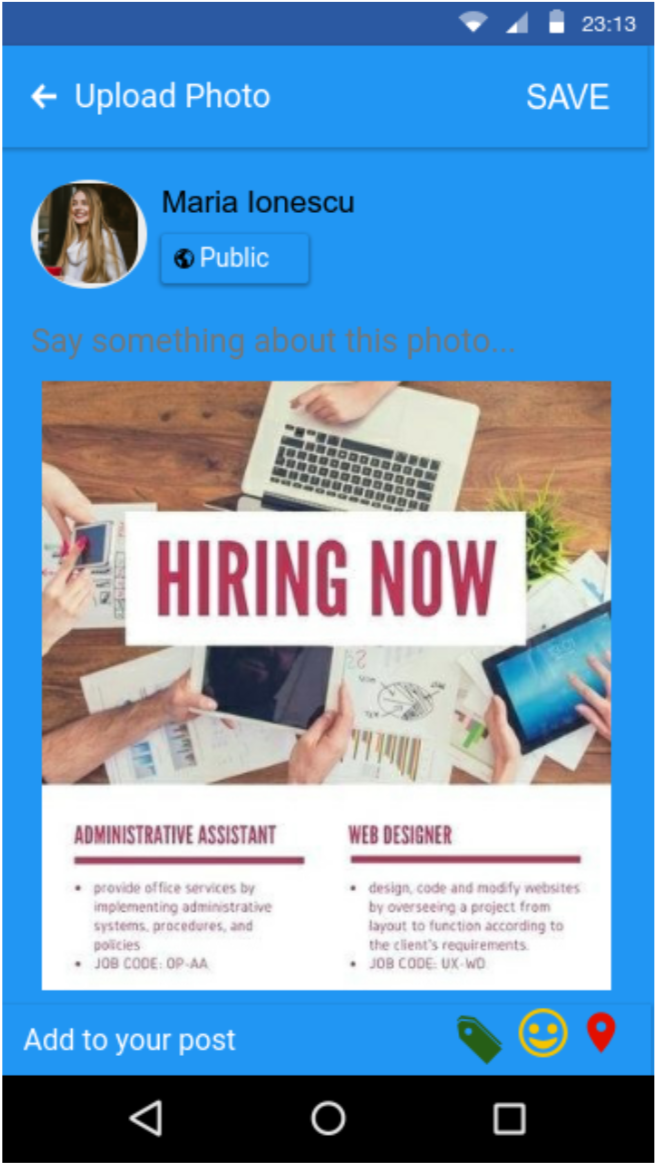 23:13
Upload Photo SAVE
Maria Ionescu
Public
Say something about this photo...
HIRING NOW
ADMINISTRATIVE ASSISTANT
• provide office services by
implementing administrative
systems, procedures, and
policies
• JOB CODE: OP-AA
WEB DESIGNER
• design, code and modify websites
by overseeing a project from
layout to function according to
the client's requirements.
• JOB CODE: UX-WD
Add to your post